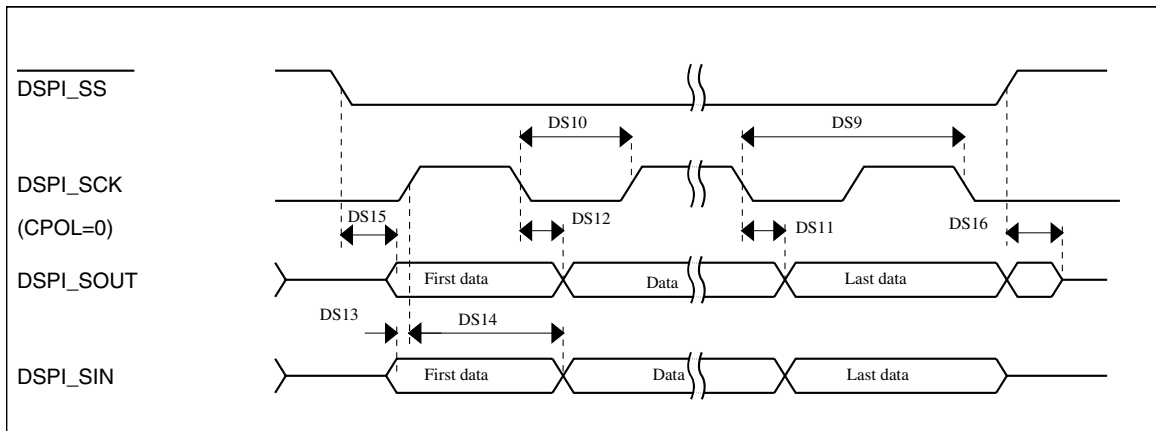 DSPI_SS
DS10
DS9
DSPI_SCK
(CPOL=0)
DS15
DS12
DS11
DS16
DSPI_SOUT
First data
Data
Last data
DS13
DS14
DSPI_SIN
First data
Data
Last data